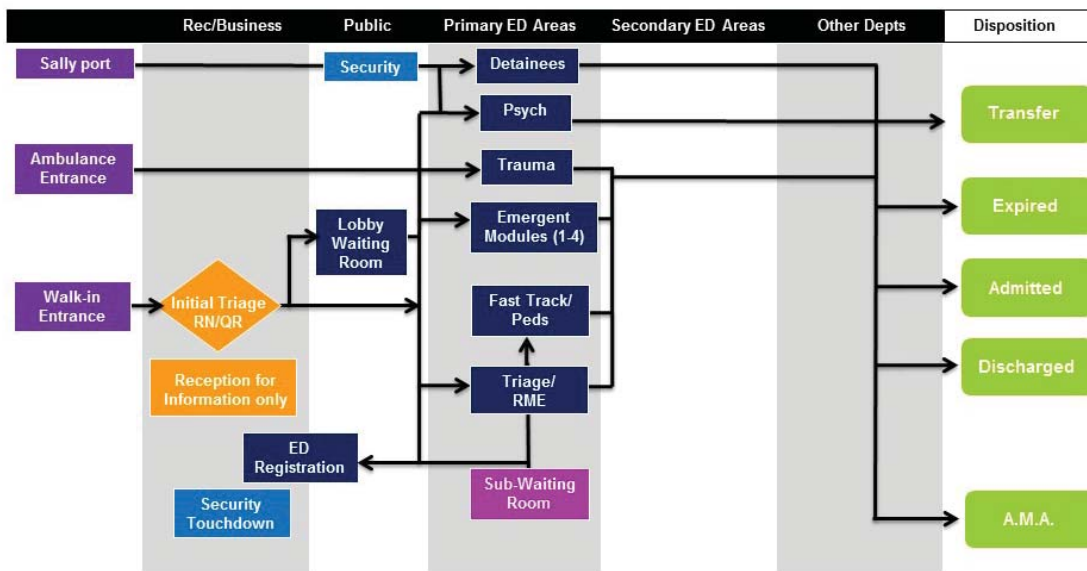 Rec/Business
Public
Primary ED Areas
Secondary ED Areas
Other Depts
Disposition
Sally port
Security
Detainees
Psych
Transfer
Ambulance
Entrance
Trauma
Lobby
Waiting
Room
Emergent
Modules (1-4)
Expired
Walk-in
Entrance
Initial Triage
RN/QR
Fast Track/
Peds
Admitted
Reception for
Information only
Triage/
RME
Discharged
ED
Registration
Security
Touchdown
Sub-Waiting
Room
A.M.A.